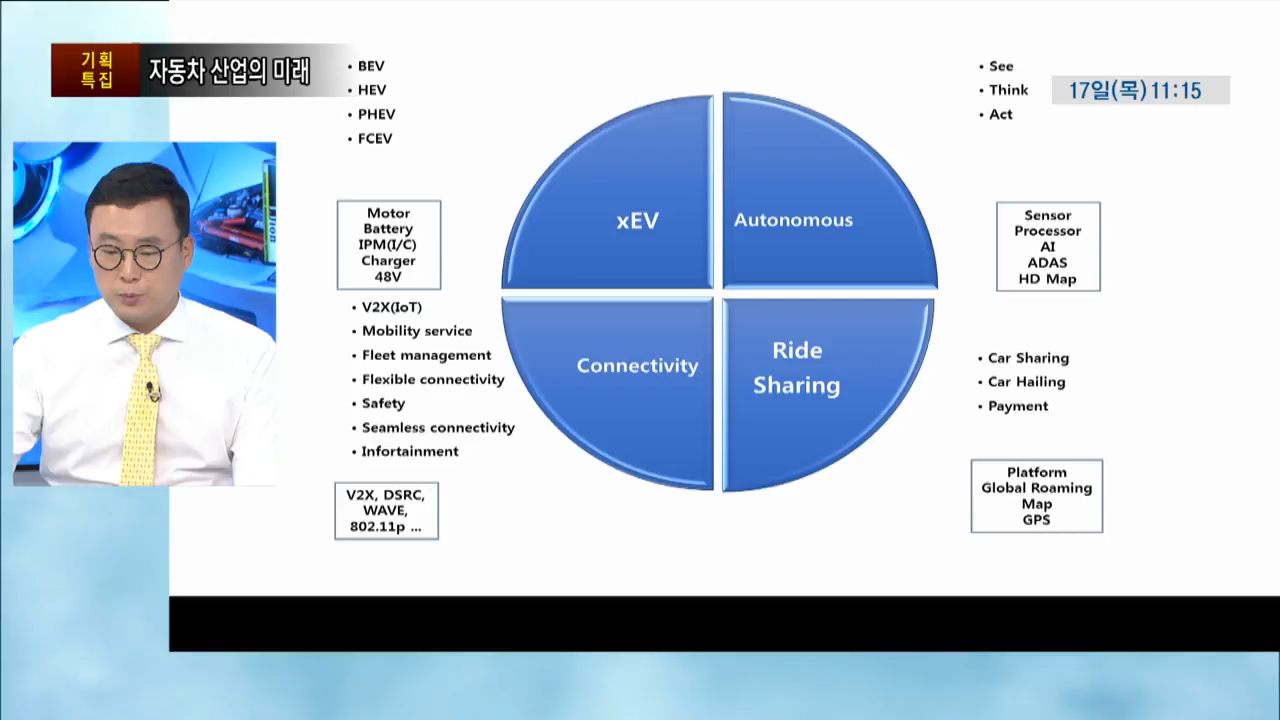 기획
특집
자동차 산업의 미래
17일(목) 11:15
• BEV
• HEV
• PHEV
• FCEV
Motor
Battery
IPM(I/C)
Charger
48V
• V2X(IoT)
• Mobility service
• Fleet management
• Flexible connectivity
• Safety
• Seamless connectivity
• Infortainment
V2X, DSRC,
WAVE,
802.11p ...
xEV
Autonomous
Connectivity
Ride
Sharing
• See
• Think
• Act
Sensor
Processor
AI
ADAS
HD Map
• Car Sharing
• Car Hailing
• Payment
Platform
Global Roaming
Map
GPS